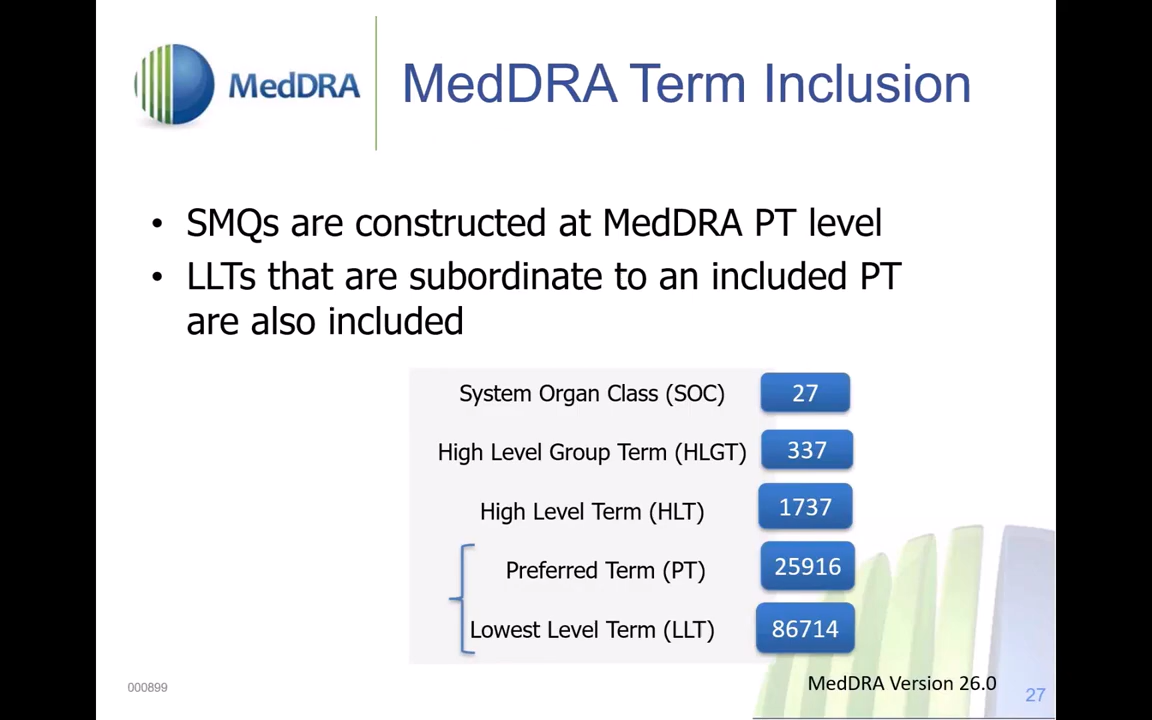 MedDRA
MedDRA Term Inclusion
• SMQs are constructed at MedDRA PT level
• LLTs that are subordinate to an included PT
are also included
System Organ Class (SOC) 27
High Level Group Term (HLGT) 337
High Level Term (HLT) 1737
Preferred Term (PT) 25916
Lowest Level Term (LLT) 86714
000899
MedDRA Version 26.0
27